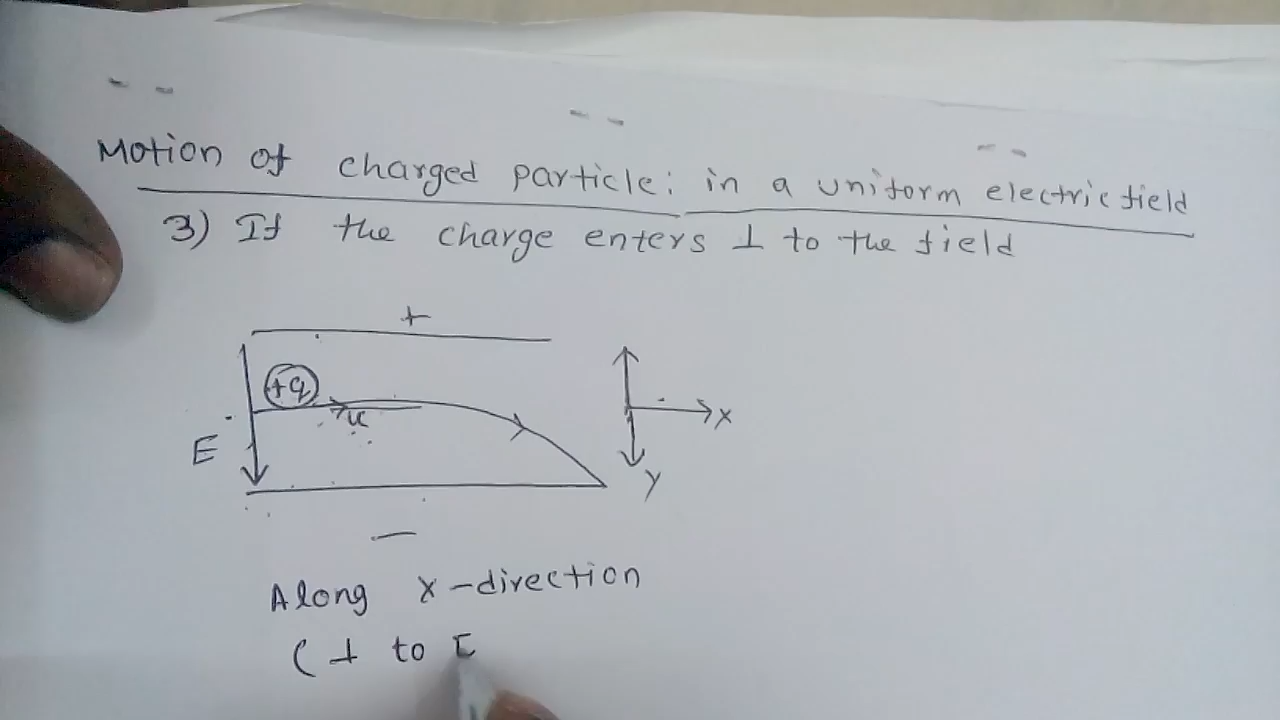 Motion of charged particle: in a uniform electric field
3) If the charge enters ⊥ to the field
+
+q
u
E
X
Y
—
Along X-direction
( ⊥ to E